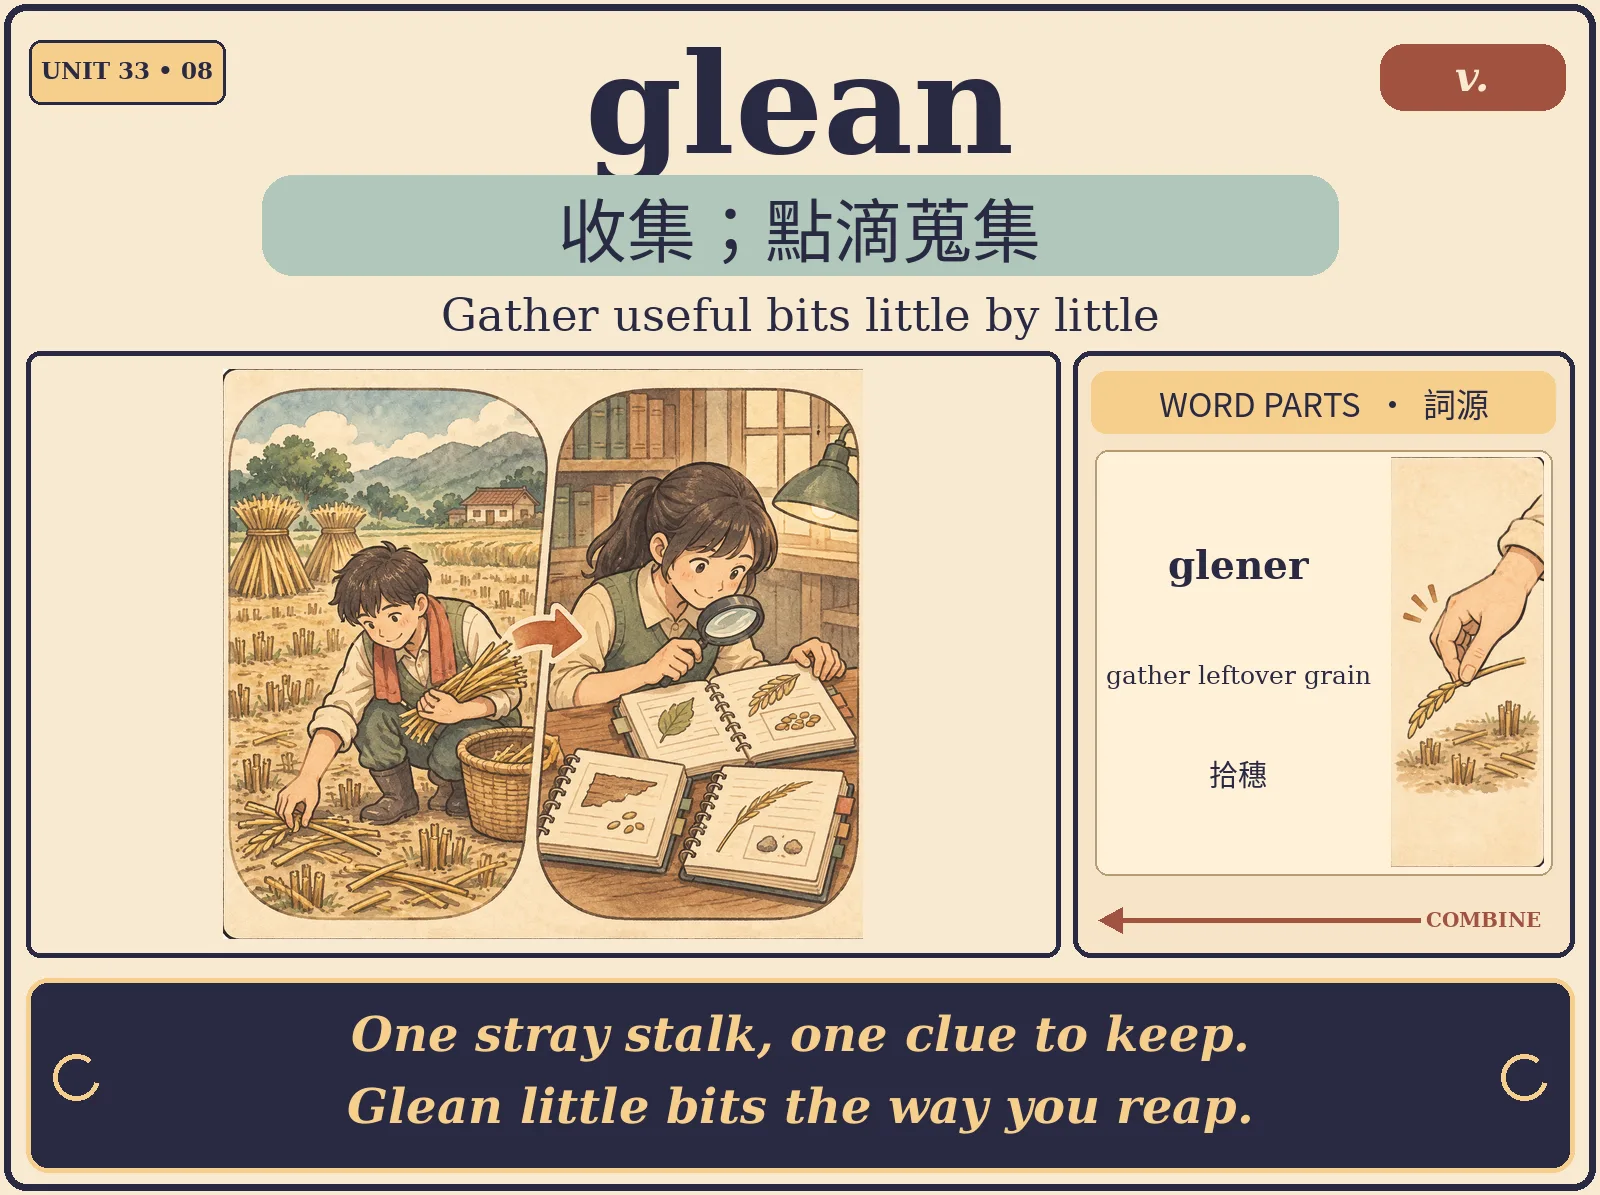 UNIT 33 • 08
glean
v.
收集；點滴蒐集
Gather useful bits little by little
WORD PARTS ・ 詞源
glener
gather leftover grain
拾穗
COMBINE
One stray stalk, one clue to keep.
Glean little bits the way you reap.